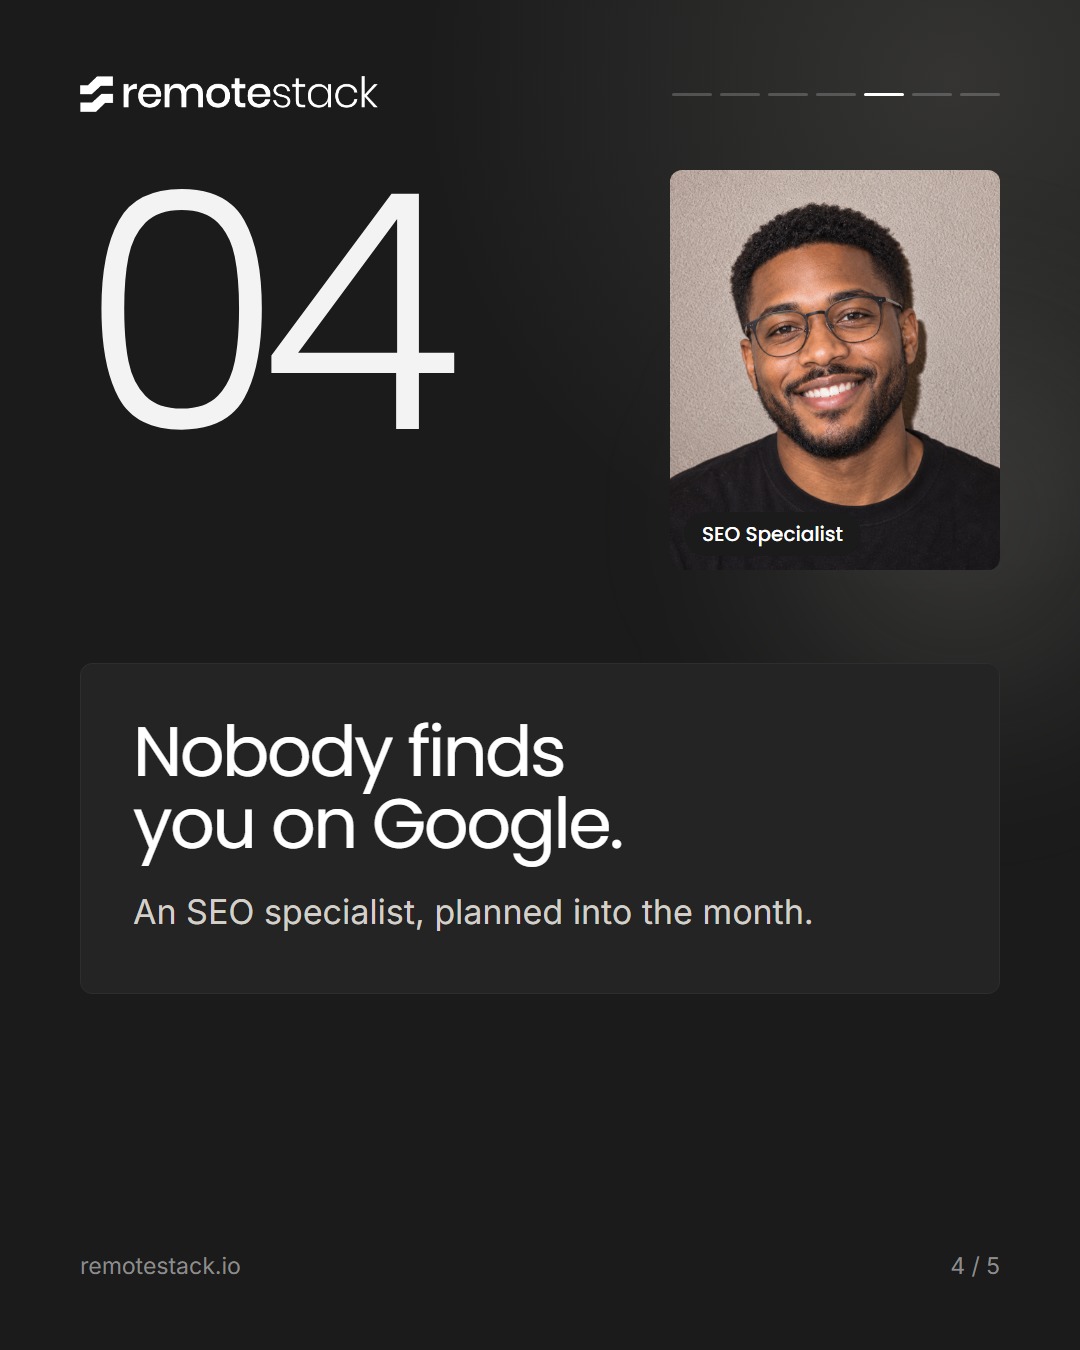 remotestack
04
SEO Specialist
Nobody finds
you on Google.
An SEO specialist, planned into the month.
remotestack.io
4 / 5